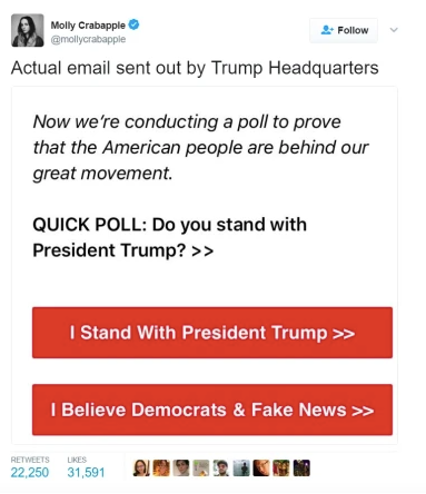 Molly Crabapple
@mollycrabapple
Follow
Actual email sent out by Trump Headquarters
Now we're conducting a poll to prove
that the American people are behind our
great movement.
QUICK POLL: Do you stand with
President Trump? >>
I Stand With President Trump >>
I Believe Democrats & Fake News >>
RETWEETS
22,250
LIKES
31,591